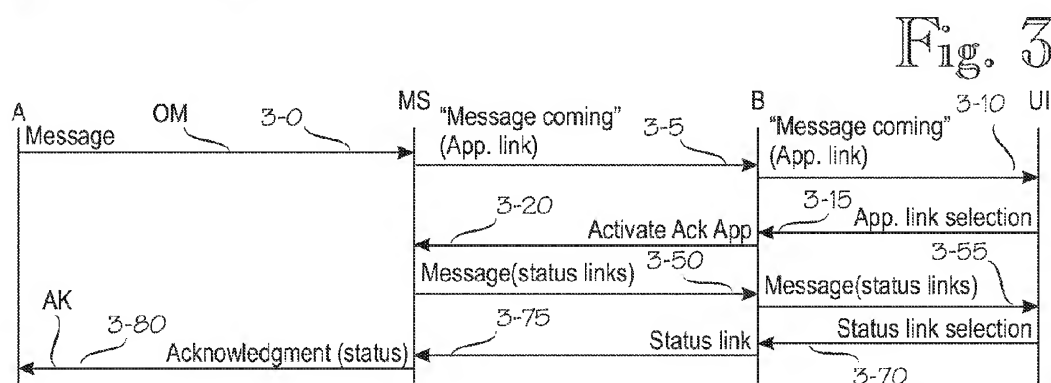 Fig. 3
A
OM
3-0
MS
B
3-10
UI
Message
"Message coming"
(App. link)
3-5
"Message coming"
(App. link)
3-20
3-15
Activate Ack App
App. link selection
3-50
3-55
Message(status links)
Message(status links)
AK
3-80
3-75
Acknowledgment (status)
Status link
Status link selection
3-70